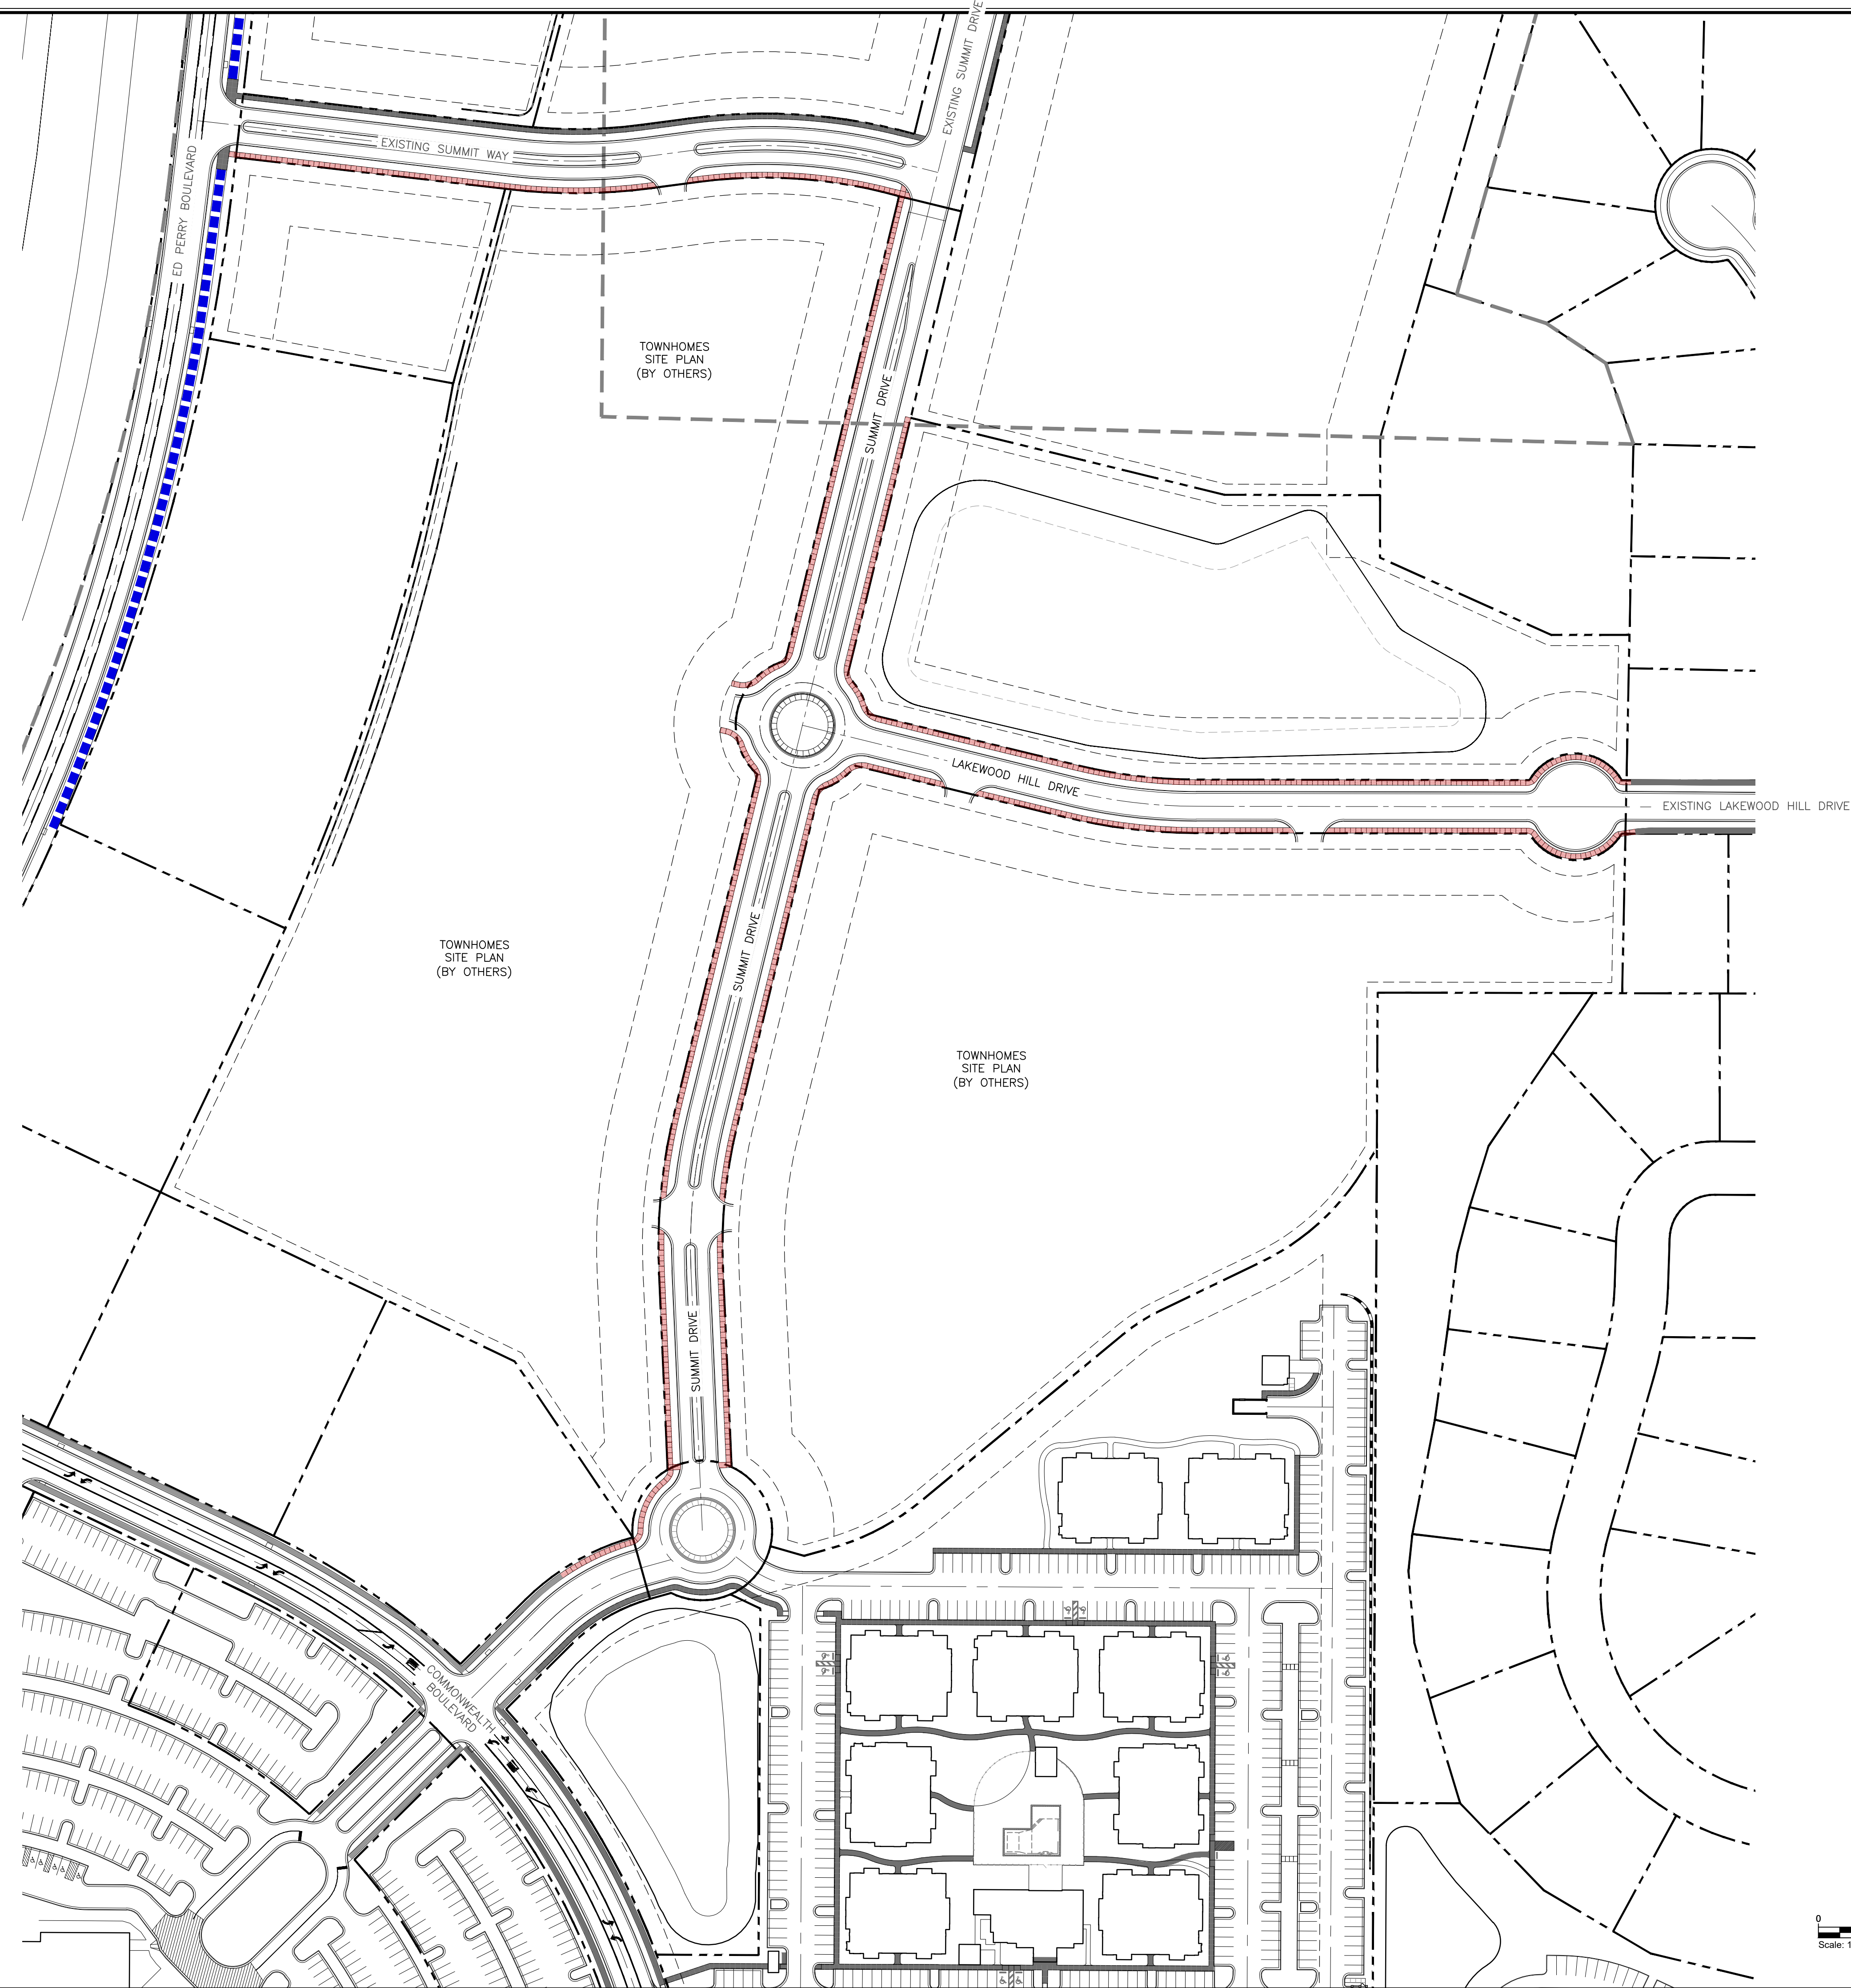 EXISTING SUMMIT DRIVE
EXISTING SUMMIT WAY
ED PERRY BOULEVARD
TOWNHOMES
SITE PLAN
(BY OTHERS)
SUMMIT DRIVE
LAKEWOOD HILL DRIVE
EXISTING LAKEWOOD HILL DRIVE
TOWNHOMES
SITE PLAN
(BY OTHERS)
SUMMIT DRIVE
TOWNHOMES
SITE PLAN
(BY OTHERS)
SUMMIT DRIVE
COMMONWEALTH
BOULEVARD
0
Scale: 1